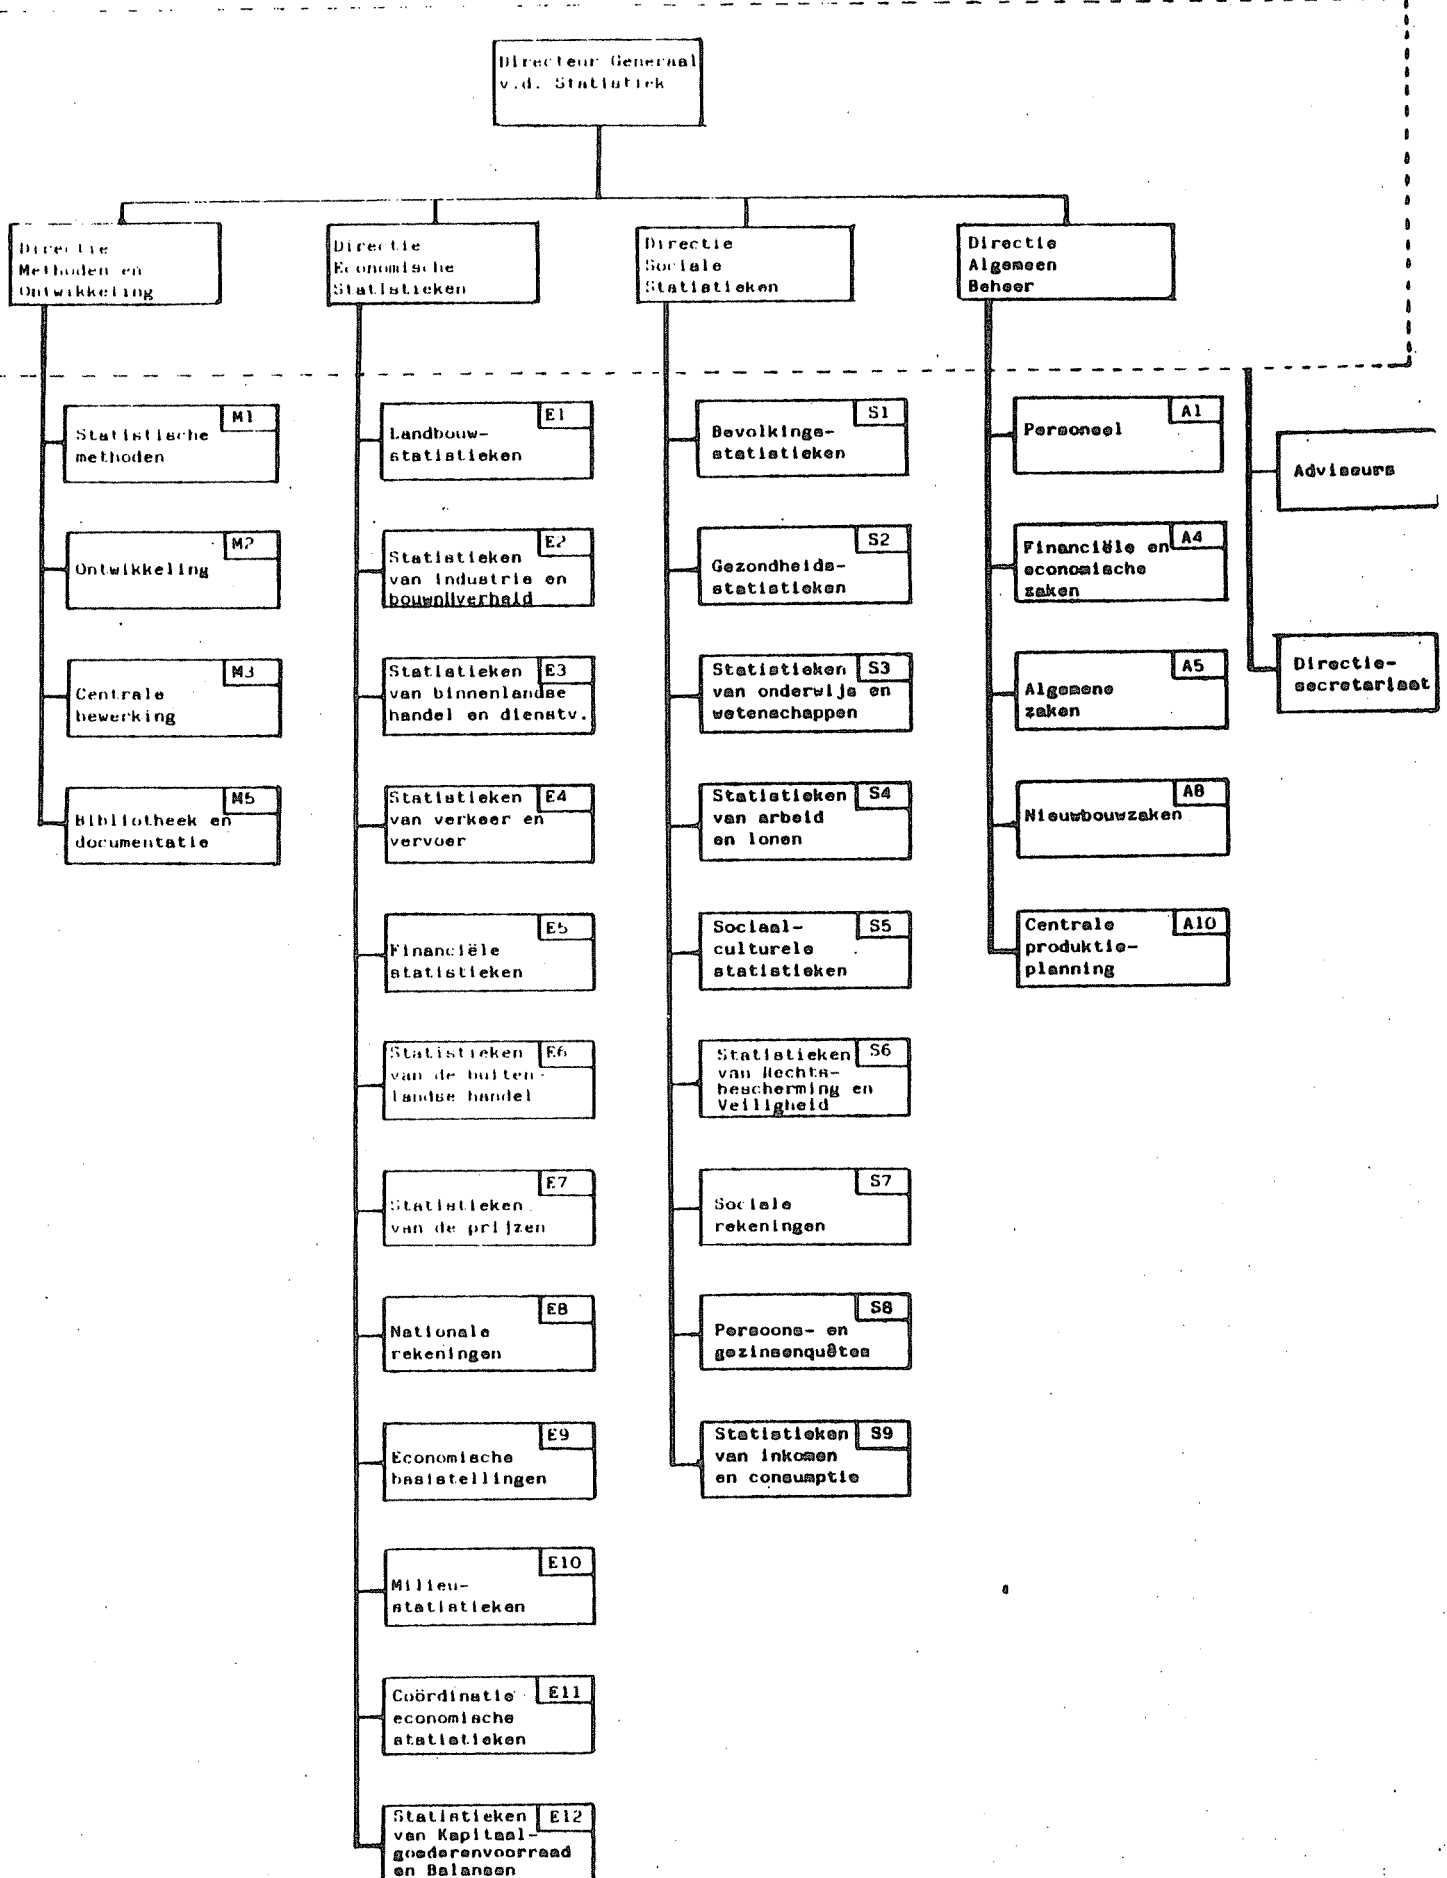 Directeur Generaal
v.d. Statistiek
Directie
Methoden en
Ontwikkeling
Directie
Economische
Statistieken
Directie
Sociale
Statistieken
Directie
Algemeen
Beheer
M1
Statistische
methoden
M2
Ontwikkeling
M3
Centrale
bewerking
M5
Bibliotheek en
documentatie
E1
Landbouw-
statistieken
E2
Statistieken
van industrie en
bouwnijverheid
Statistieken E3
van binnenlandse
handel en dienstv.
Statistieken E4
van verkeer en
vervoer
E5
Financiële
statistieken
Statistieken E6
van de buiten-
landse handel
E7
Statistieken
van de prijzen
E8
Nationale
rekeningen
E9
Economische
basistellingen
E10
Milieu-
statistieken
Coördinatie E11
economische
statistieken
Statistieken E12
van Kapitaal-
goederenvoorraad
en Balansen
S1
Bevolkings-
statistieken
S2
Gezondheids-
statistieken
Statistieken S3
van onderwijs en
wetenschappen
Statistieken S4
van arbeid
en lonen
Sociaal- S5
culturele
statistieken
Statistieken S6
van Rechts-
bescherming en
Veiligheid
S7
Sociale
rekeningen
S8
Persoons- en
gezinsenquêtes
Statistieken S9
van inkomen
en consumptie
A1
Personeel
A4
Financiële en
economische
zaken
A5
Algemene
zaken
A8
Nieuwbouwzaken
Centrale A10
produktie-
planning
Adviseurs
Directie-
secretariaat